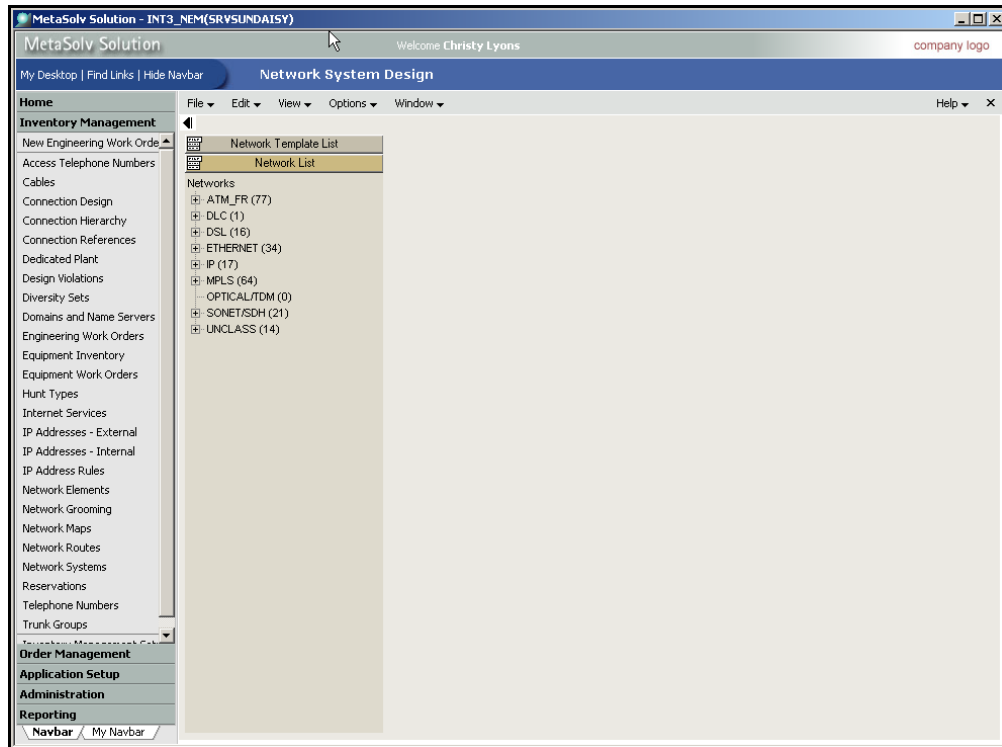 MetaSolv Solution - INT3_NEM(SRVSUNDAISY)
MetaSolv Solution
Welcome Christy Lyons
company logo
My Desktop | Find Links | Hide Navbar
Network System Design
Home
Inventory Management
New Engineering Work Orde
Access Telephone Numbers
Cables
Connection Design
Connection Hierarchy
Connection References
Dedicated Plant
Design Violations
Diversity Sets
Domains and Name Servers
Engineering Work Orders
Equipment Inventory
Equipment Work Orders
Hunt Types
Internet Services
IP Addresses - External
IP Addresses - Internal
IP Address Rules
Network Elements
Network Grooming
Network Maps
Network Routes
Network Systems
Reservations
Telephone Numbers
Trunk Groups
Order Management
Application Setup
Administration
Reporting
Navbar
My Navbar
File Edit View Options Window Help
Network Template List
Network List
Networks
ATM_FR (77)
DLC (1)
DSL (16)
ETHERNET (34)
IP (17)
MPLS (64)
OPTICAL/TDM (0)
SONET/SDH (21)
UNCLASS (14)